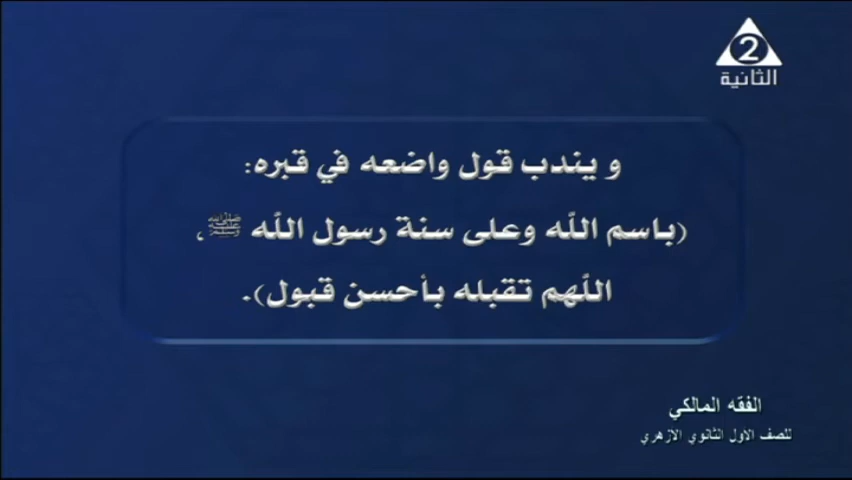 2
الثانية
و يندب قول واضعه في قبره:
(باسم الله وعلى سنة رسول الله ﷺ،
اللهم تقبله بأحسن قبول).
الفقه المالكي
للصف الاول الثانوي الازهري